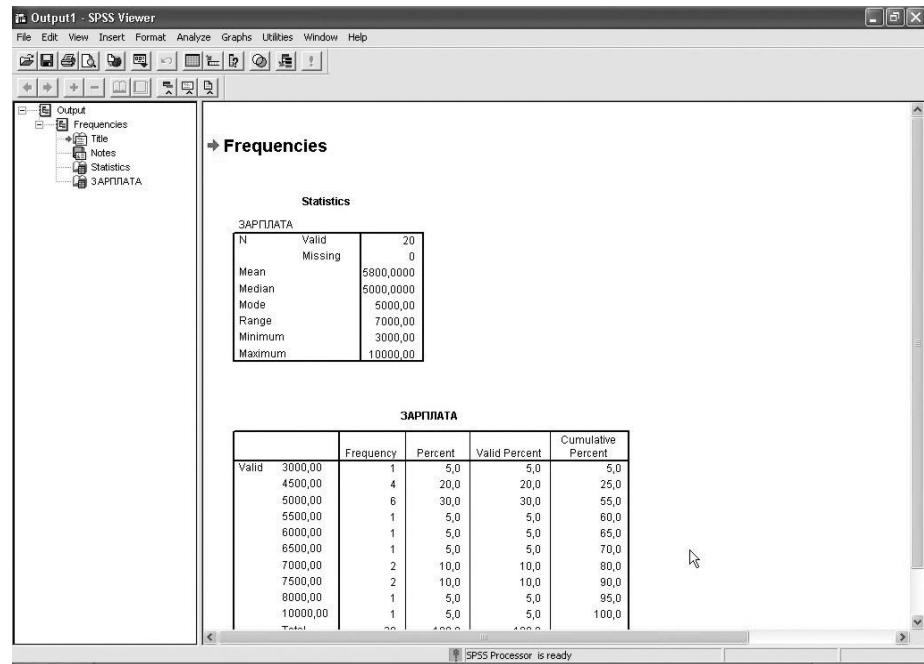 Output1 - SPSS Viewer
File Edit View Insert Format Analyze Graphs Utilities Window Help
Output
Frequencies
Title
Notes
Statistics
ЗАРПЛАТА
Frequencies
Statistics
ЗАРПЛАТА
N Valid 20
Missing 0
Mean 5800,0000
Median 5000,0000
Mode 5000,00
Range 7000,00
Minimum 3000,00
Maximum 10000,00
ЗАРПЛАТА
Frequency Percent Valid Percent Cumulative Percent
Valid 3000,00 1 5,0 5,0 5,0
4500,00 4 20,0 20,0 25,0
5000,00 6 30,0 30,0 55,0
5500,00 1 5,0 5,0 60,0
6000,00 1 5,0 5,0 65,0
6500,00 1 5,0 5,0 70,0
7000,00 2 10,0 10,0 80,0
7500,00 2 10,0 10,0 90,0
8000,00 1 5,0 5,0 95,0
10000,00 1 5,0 5,0 100,0
Total 20 100,0 100,0
SPSS Processor is ready